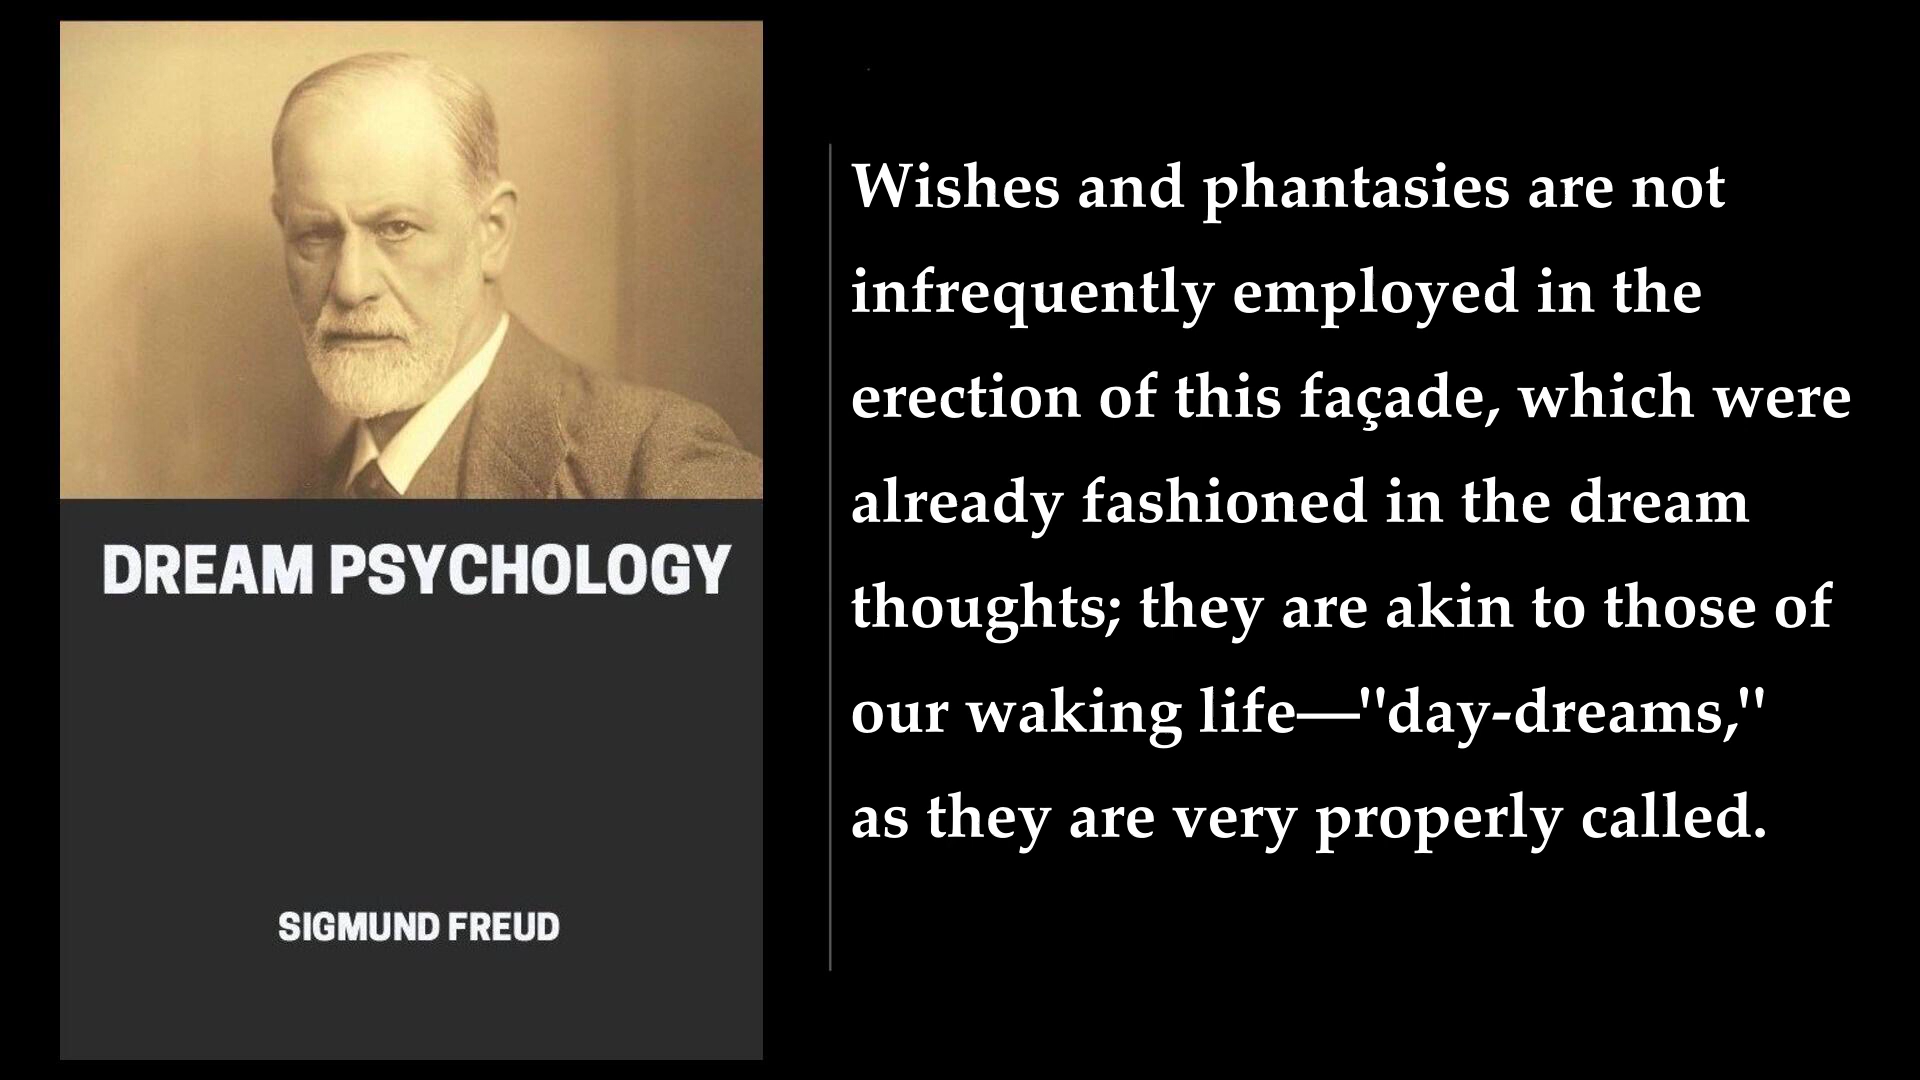 DREAM PSYCHOLOGY
SIGMUND FREUD
Wishes and phantasies are not
infrequently employed in the
erection of this façade, which were
already fashioned in the dream
thoughts; they are akin to those of
our waking life—"day-dreams,"
as they are very properly called.